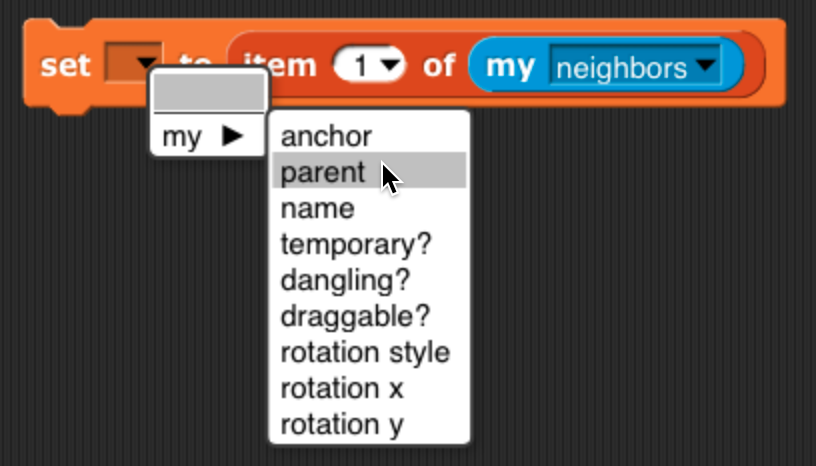 set to item 1 of my neighbors
my
anchor
parent
name
temporary?
dangling?
draggable?
rotation style
rotation x
rotation y